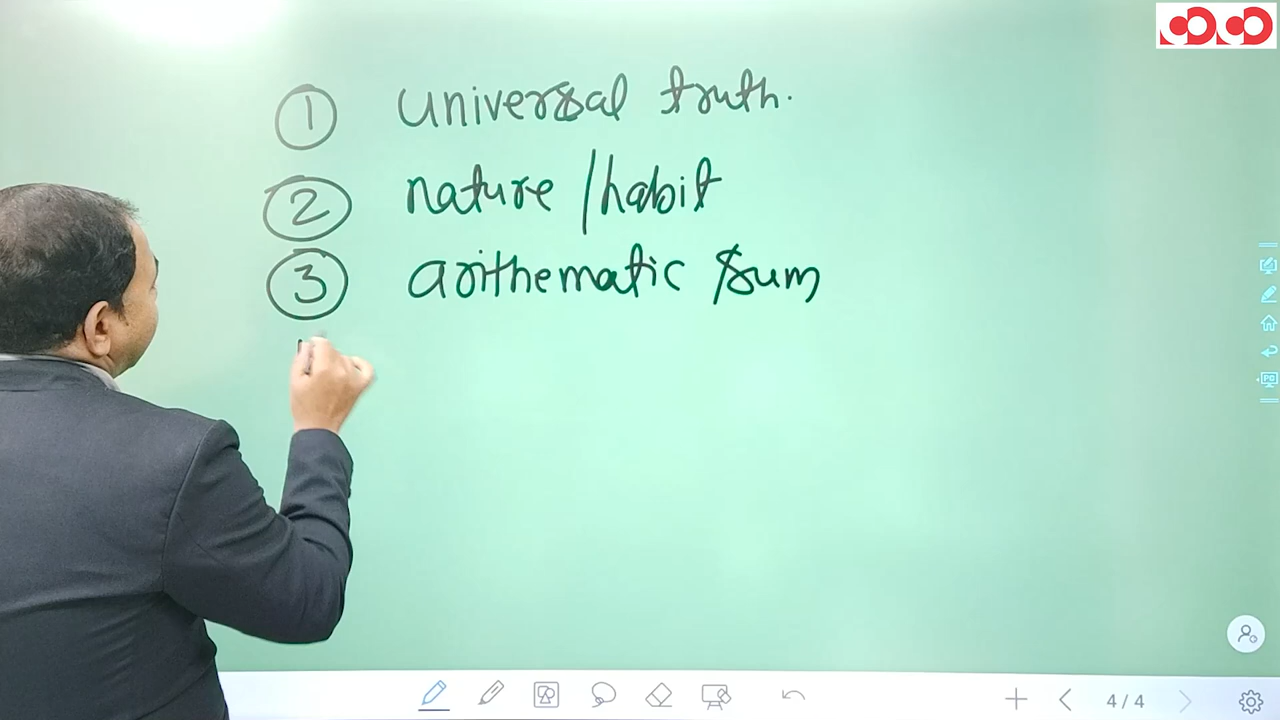 1 universal truth.
2 nature / habit
3 arithematic /sum
4 / 4